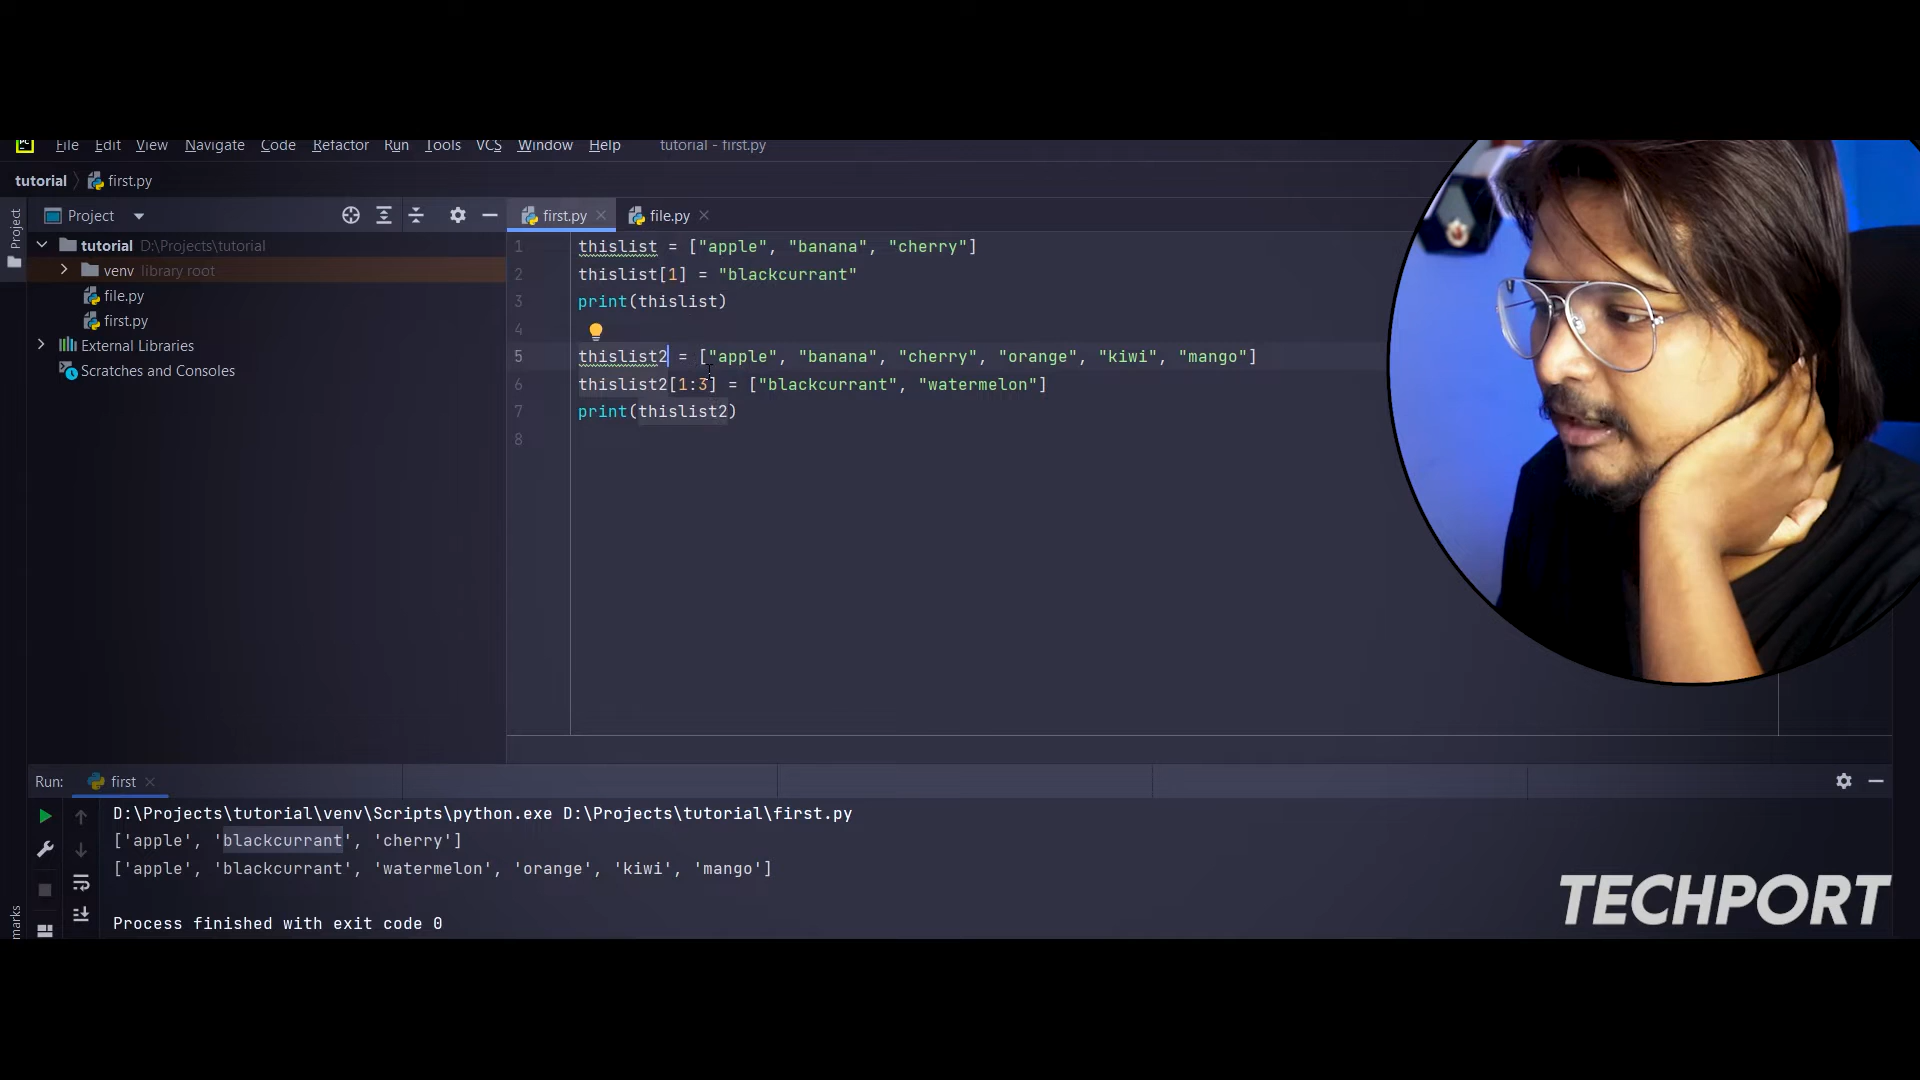 File Edit View Navigate Code Refactor Run Tools VCS Window Help tutorial - first.py
tutorial first.py
Project
Project
first.py
file.py
tutorial D:\Projects\tutorial
venv library root
file.py
first.py
External Libraries
Scratches and Consoles
1 thislist = ["apple", "banana", "cherry"]
2 thislist[1] = "blackcurrant"
3 print(thislist)
4
5 thislist2 = ["apple", "banana", "cherry", "orange", "kiwi", "mango"]
6 thislist2[1:3] = ["blackcurrant", "watermelon"]
7 print(thislist2)
8
Run: first
D:\Projects\tutorial\venv\Scripts\python.exe D:\Projects\tutorial\first.py
['apple', 'blackcurrant', 'cherry']
['apple', 'blackcurrant', 'watermelon', 'orange', 'kiwi', 'mango']
Process finished with exit code 0
marks
TECHPORT